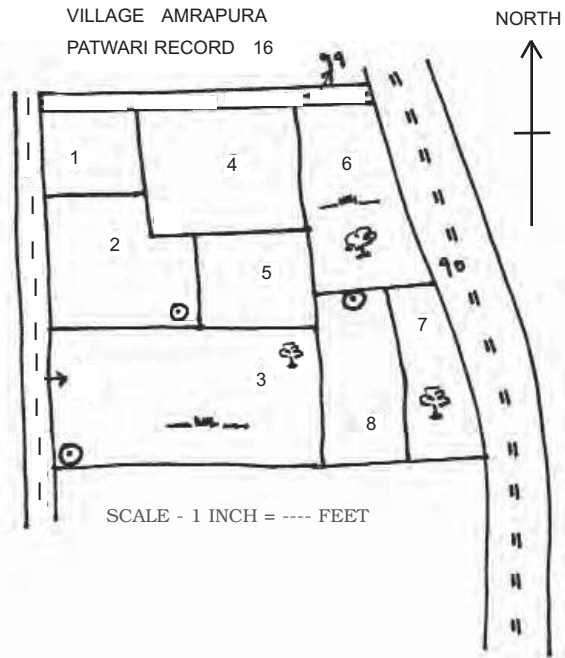 VILLAGE AMRAPURA
PATWARI RECORD 16
NORTH
99
1
4
6
2
5
90
7
3
8
SCALE - 1 INCH = ---- FEET